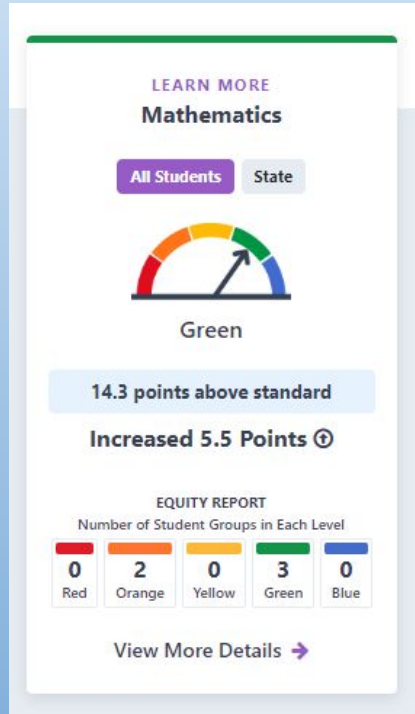 LEARN MORE
Mathematics
All Students State
Green
14.3 points above standard
Increased 5.5 Points
EQUITY REPORT
Number of Student Groups in Each Level
0 2 0 3 0
Red Orange Yellow Green Blue
View More Details